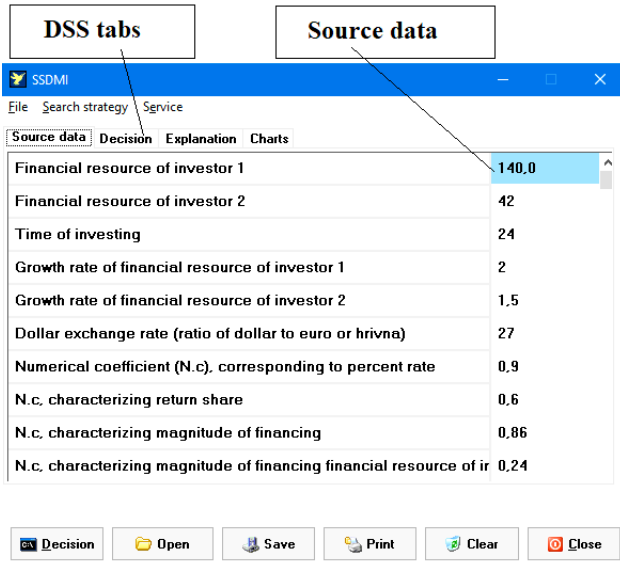 DSS tabs
Source data
SSDMI
File Search strategy Service
Source data Decision Explanation Charts
Financial resource of investor 1 140,0
Financial resource of investor 2 42
Time of investing 24
Growth rate of financial resource of investor 1 2
Growth rate of financial resource of investor 2 1,5
Dollar exchange rate (ratio of dollar to euro or hrivna) 27
Numerical coefficient (N.c), corresponding to percent rate 0,9
N.c, characterizing return share 0,6
N.c, characterizing magnitude of financing 0,86
N.c, characterizing magnitude of financing financial resource of ir 0,24
Decision Open Save Print Clear Close